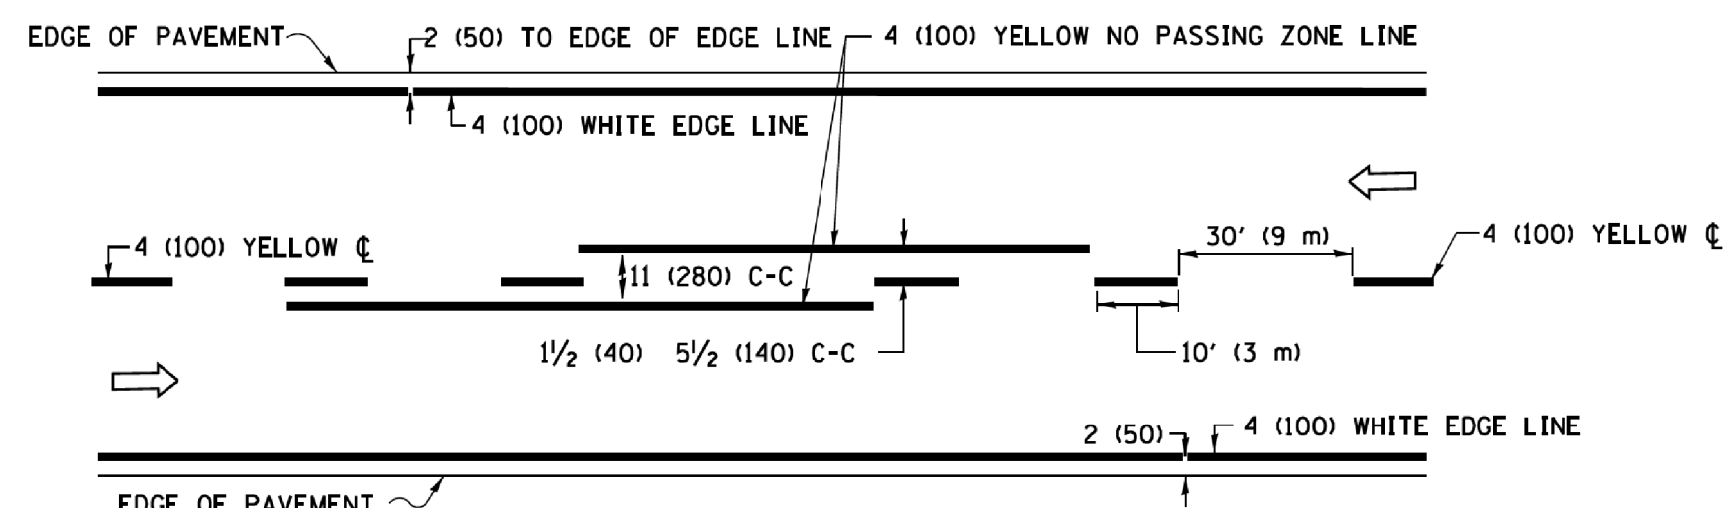 EDGE OF PAVEMENT
2 (50) TO EDGE OF EDGE LINE
4 (100) YELLOW NO PASSING ZONE LINE
4 (100) WHITE EDGE LINE
4 (100) YELLOW ℄
30' (9 m)
4 (100) YELLOW ℄
11 (280) C-C
1½ (40) 5½ (140) C-C
10' (3 m)
2 (50)
4 (100) WHITE EDGE LINE
EDGE OF PAVEMENT